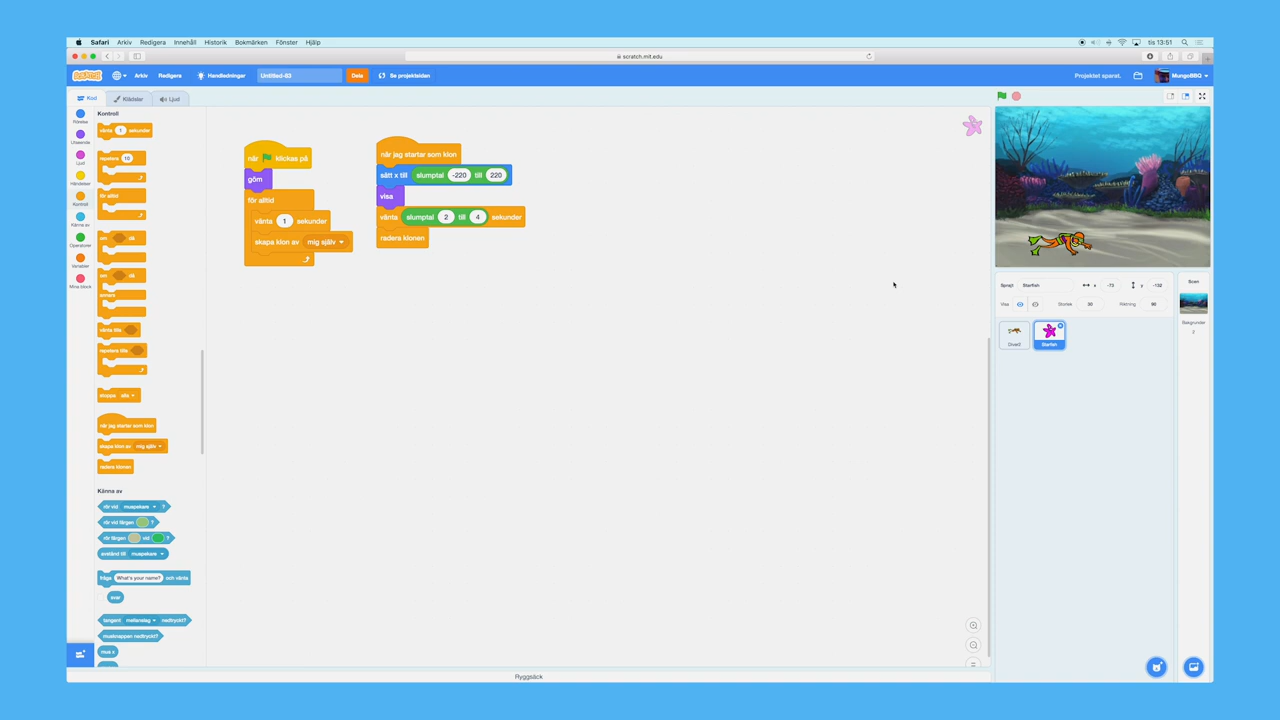 Safari Arkiv Redigera Innehåll Historik Bokmärken Fönster Hjälp
tis 13:51
scratch.mit.edu
SCRATCH
Arkiv Redigera Handledningar Untitled-83 Dela Se projektsidan
Projektet sparat. MungoBBQ
Kod Klädslar Ljud
Rörelse
Utseende
Ljud
Händelser
Kontroll
Känna av
Operatorer
Variabler
Mina block
Kontroll
vänta 1 sekunder
repetera 10
för alltid
om då
om då
annars
vänta tills
repetera tills
stoppa alla
när jag startar som klon
skapa klon av mig själv
radera klonen
Känna av
rör vid muspekare ?
rör vid färgen ?
rör färgen vid ?
avstånd till muspekare
fråga What's your name? och vänta
svar
tangent mellanslag nedtryckt?
musknappen nedtryckt?
mus x
när klickas på
göm
för alltid
vänta 1 sekunder
skapa klon av mig själv
när jag startar som klon
sätt x till slumptal -220 till 220
visa
vänta slumptal 2 till 4 sekunder
radera klonen
Sprajt Starfish x -73 y -132
Visa Storlek 30 Riktning 90
Diver2
Starfish
Scen
Bakgrunder
2
Ryggsäck